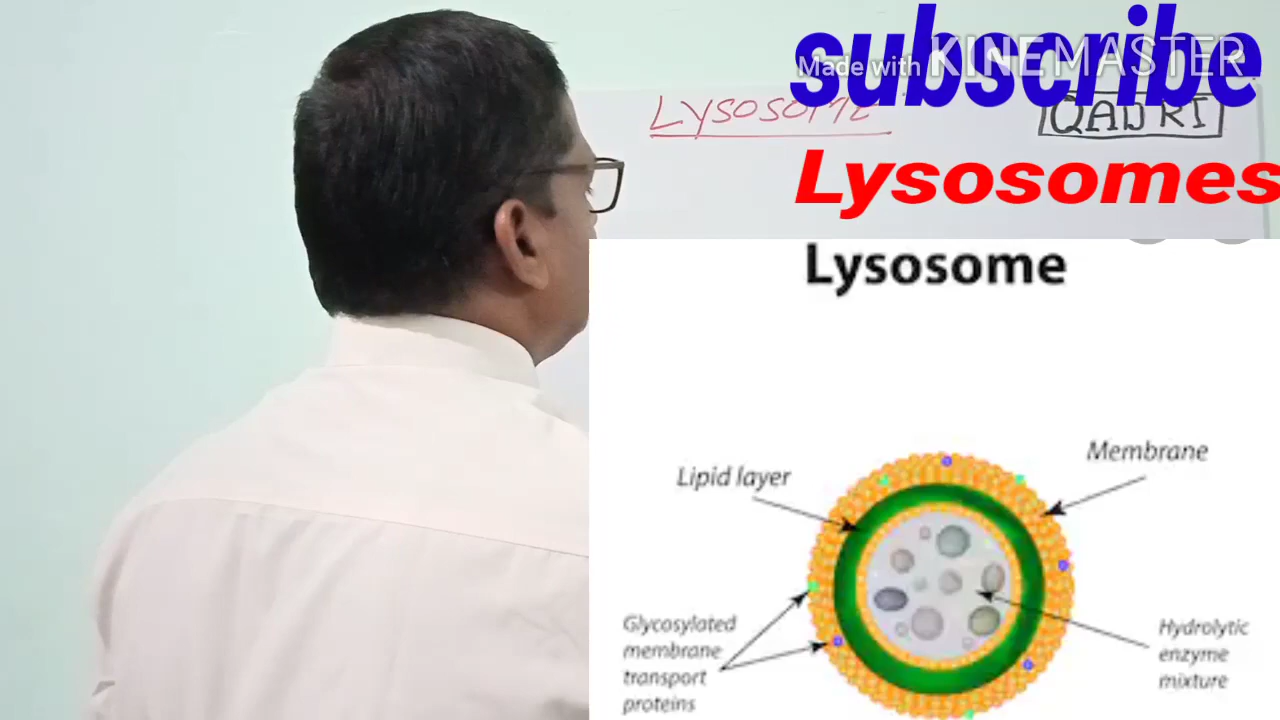 subscribe
Made with KINEMASTER
LYSOSOME
QADRI
Lysosomes
Lysosome
Membrane
Lipid layer
Glycosylated
membrane
transport
proteins
Hydrolytic
enzyme
mixture